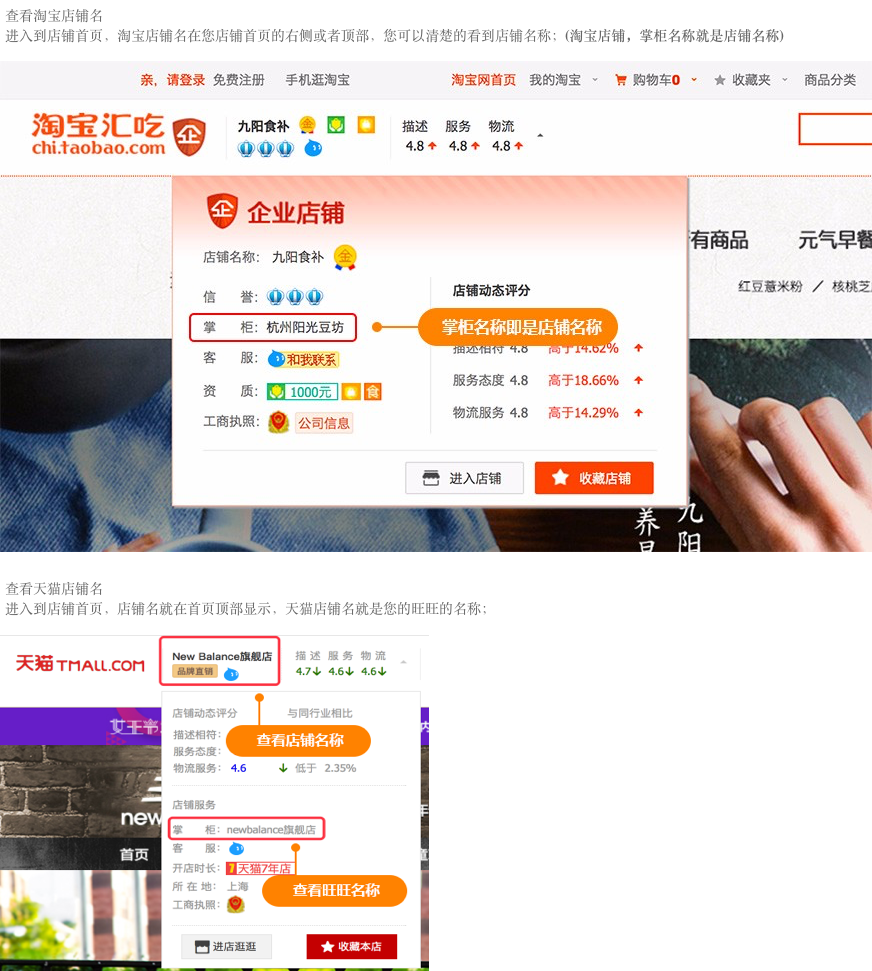 查看淘宝店铺名
进入到店铺首页，淘宝店铺名在您店铺首页的右侧或者顶部，您可以清楚的看到店铺名称；(淘宝店铺，掌柜名称就是店铺名称)
亲，请登录 免费注册 手机逛淘宝 淘宝网首页 我的淘宝 购物车0 收藏夹 商品分类
淘宝汇吃
chi.taobao.com
企
九阳食补
描述 服务 物流
4.8 4.8 4.8
企 企业店铺
有商品 元气早餐
店铺名称： 九阳食补 金
红豆薏米粉 / 核桃芝
信 誉：
店铺动态评分
掌 柜： 杭州阳光豆坊
掌柜名称即是店铺名称
描述相符 4.8 高于14.62%
客 服： 和我联系
服务态度 4.8 高于18.66%
资 质： 1000元 食
物流服务 4.8 高于14.29%
工商执照： 公司信息
进入店铺 收藏店铺
九阳
养
查看天猫店铺名
进入到店铺首页，店铺名就在首页顶部显示，天猫店铺名就是您的旺旺的名称；
天猫 TMALL.COM
New Balance旗舰店
品牌直销
描 述 服 务 物 流
4.7 4.6 4.6
店铺动态评分 与同行业相比
描述相符：
查看店铺名称
服务态度：
物流服务： 4.6 低于 2.35%
店铺服务
new
掌 柜： newbalance旗舰店
客 服：
首页
开店时长： 7 天猫7年店
所 在 地： 上海
查看旺旺名称
工商执照：
进店逛逛 收藏本店